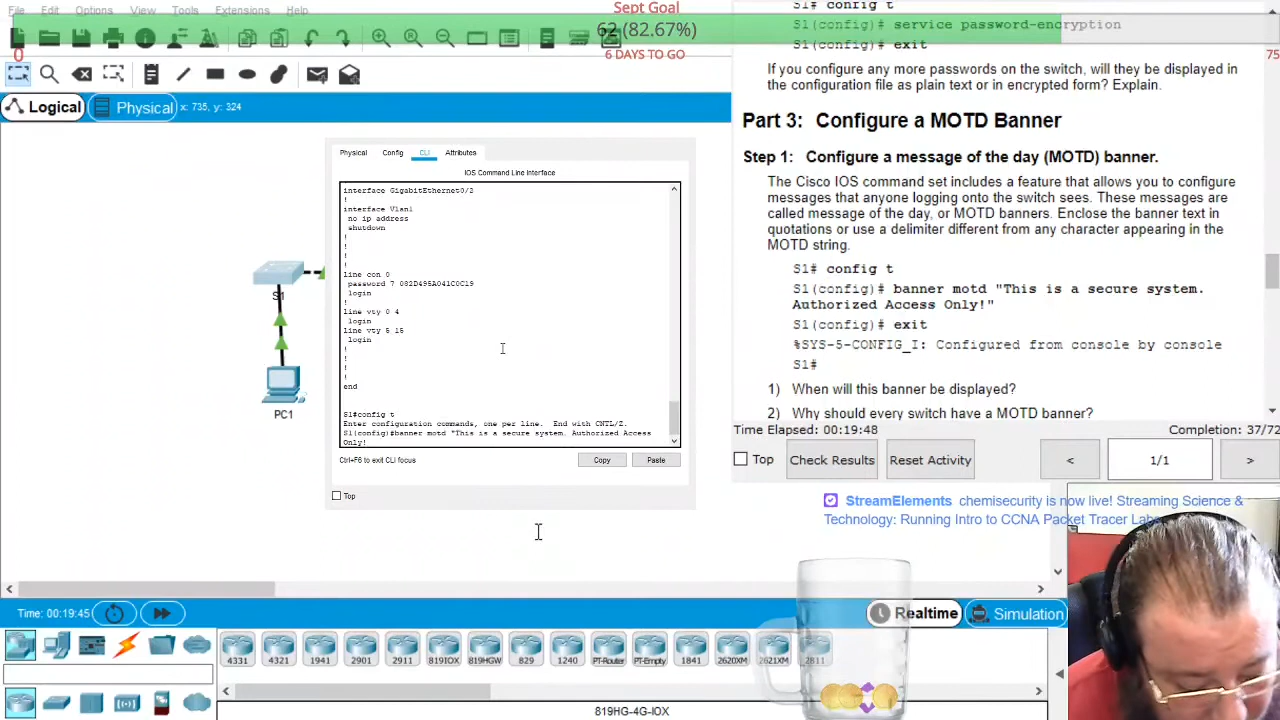 File Edit Options View Tools Extensions Help
Sept Goal
62 (82.67%)
6 DAYS TO GO
0
75
Logical
Physical
x: 735, y: 324
S1
PC1
Physical Config CLI Attributes
IOS Command Line Interface
interface GigabitEthernet0/2
!
interface Vlan1
no ip address
shutdown
!
!
!
!
line con 0
password 7 082D495A041C0C19
login
!
line vty 0 4
login
line vty 5 15
login
!
!
!
!
end
S1#config t
Enter configuration commands, one per line. End with CNTL/Z.
S1(config)#banner motd "This is a secure system. Authorized Access
Only!
Ctrl+F6 to exit CLI focus
Copy
Paste
Top
S1# config t
S1(config)# service password-encryption
S1(config)# exit
If you configure any more passwords on the switch, will they be displayed in
the configuration file as plain text or in encrypted form? Explain.
Part 3: Configure a MOTD Banner
Step 1: Configure a message of the day (MOTD) banner.
The Cisco IOS command set includes a feature that allows you to configure
messages that anyone logging onto the switch sees. These messages are
called message of the day, or MOTD banners. Enclose the banner text in
quotations or use a delimiter different from any character appearing in the
MOTD string.
S1# config t
S1(config)# banner motd "This is a secure system.
Authorized Access Only!"
S1(config)# exit
%SYS-5-CONFIG_I: Configured from console by console
S1#
1) When will this banner be displayed?
2) Why should every switch have a MOTD banner?
Time Elapsed: 00:19:48
Completion: 37/72
Top
Check Results
Reset Activity
<
1/1
>
StreamElements chemisecurity is now live! Streaming Science &
Technology: Running Intro to CCNA Packet Tracer Labs
Time: 00:19:45
Realtime
Simulation
4331 4321 1941 2901 2911 819IOX 819HGW 829 1240 PT-Router PT-Empty 1841 2620XM 2621XM 2811
819HG-4G-IOX